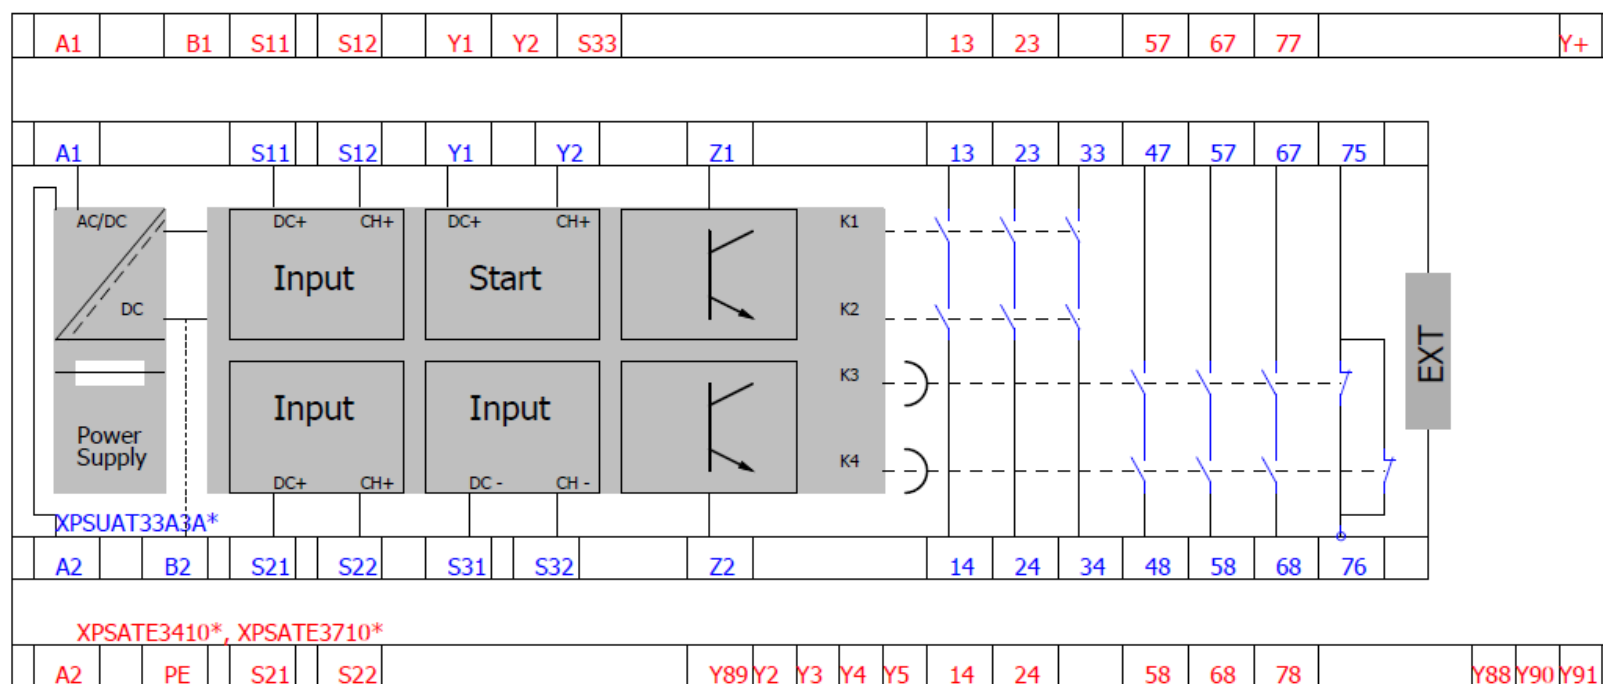 A1 B1 S11 S12 Y1 Y2 S33 13 23 57 67 77 Y+
A1 S11 S12 Y1 Y2 Z1 13 23 33 47 57 67 75
AC/DC DC+ CH+ DC+ CH+ K1
Input Start
DC K2
EXT
K3
Input Input
Power
Supply
K4
DC+ CH+ DC - CH -
XPSUAT33A3A*
A2 B2 S21 S22 S31 S32 Z2 14 24 34 48 58 68 76
XPSATE3410*, XPSATE3710*
A2 PE S21 S22 Y89 Y2 Y3 Y4 Y5 14 24 58 68 78 Y88 Y90 Y91